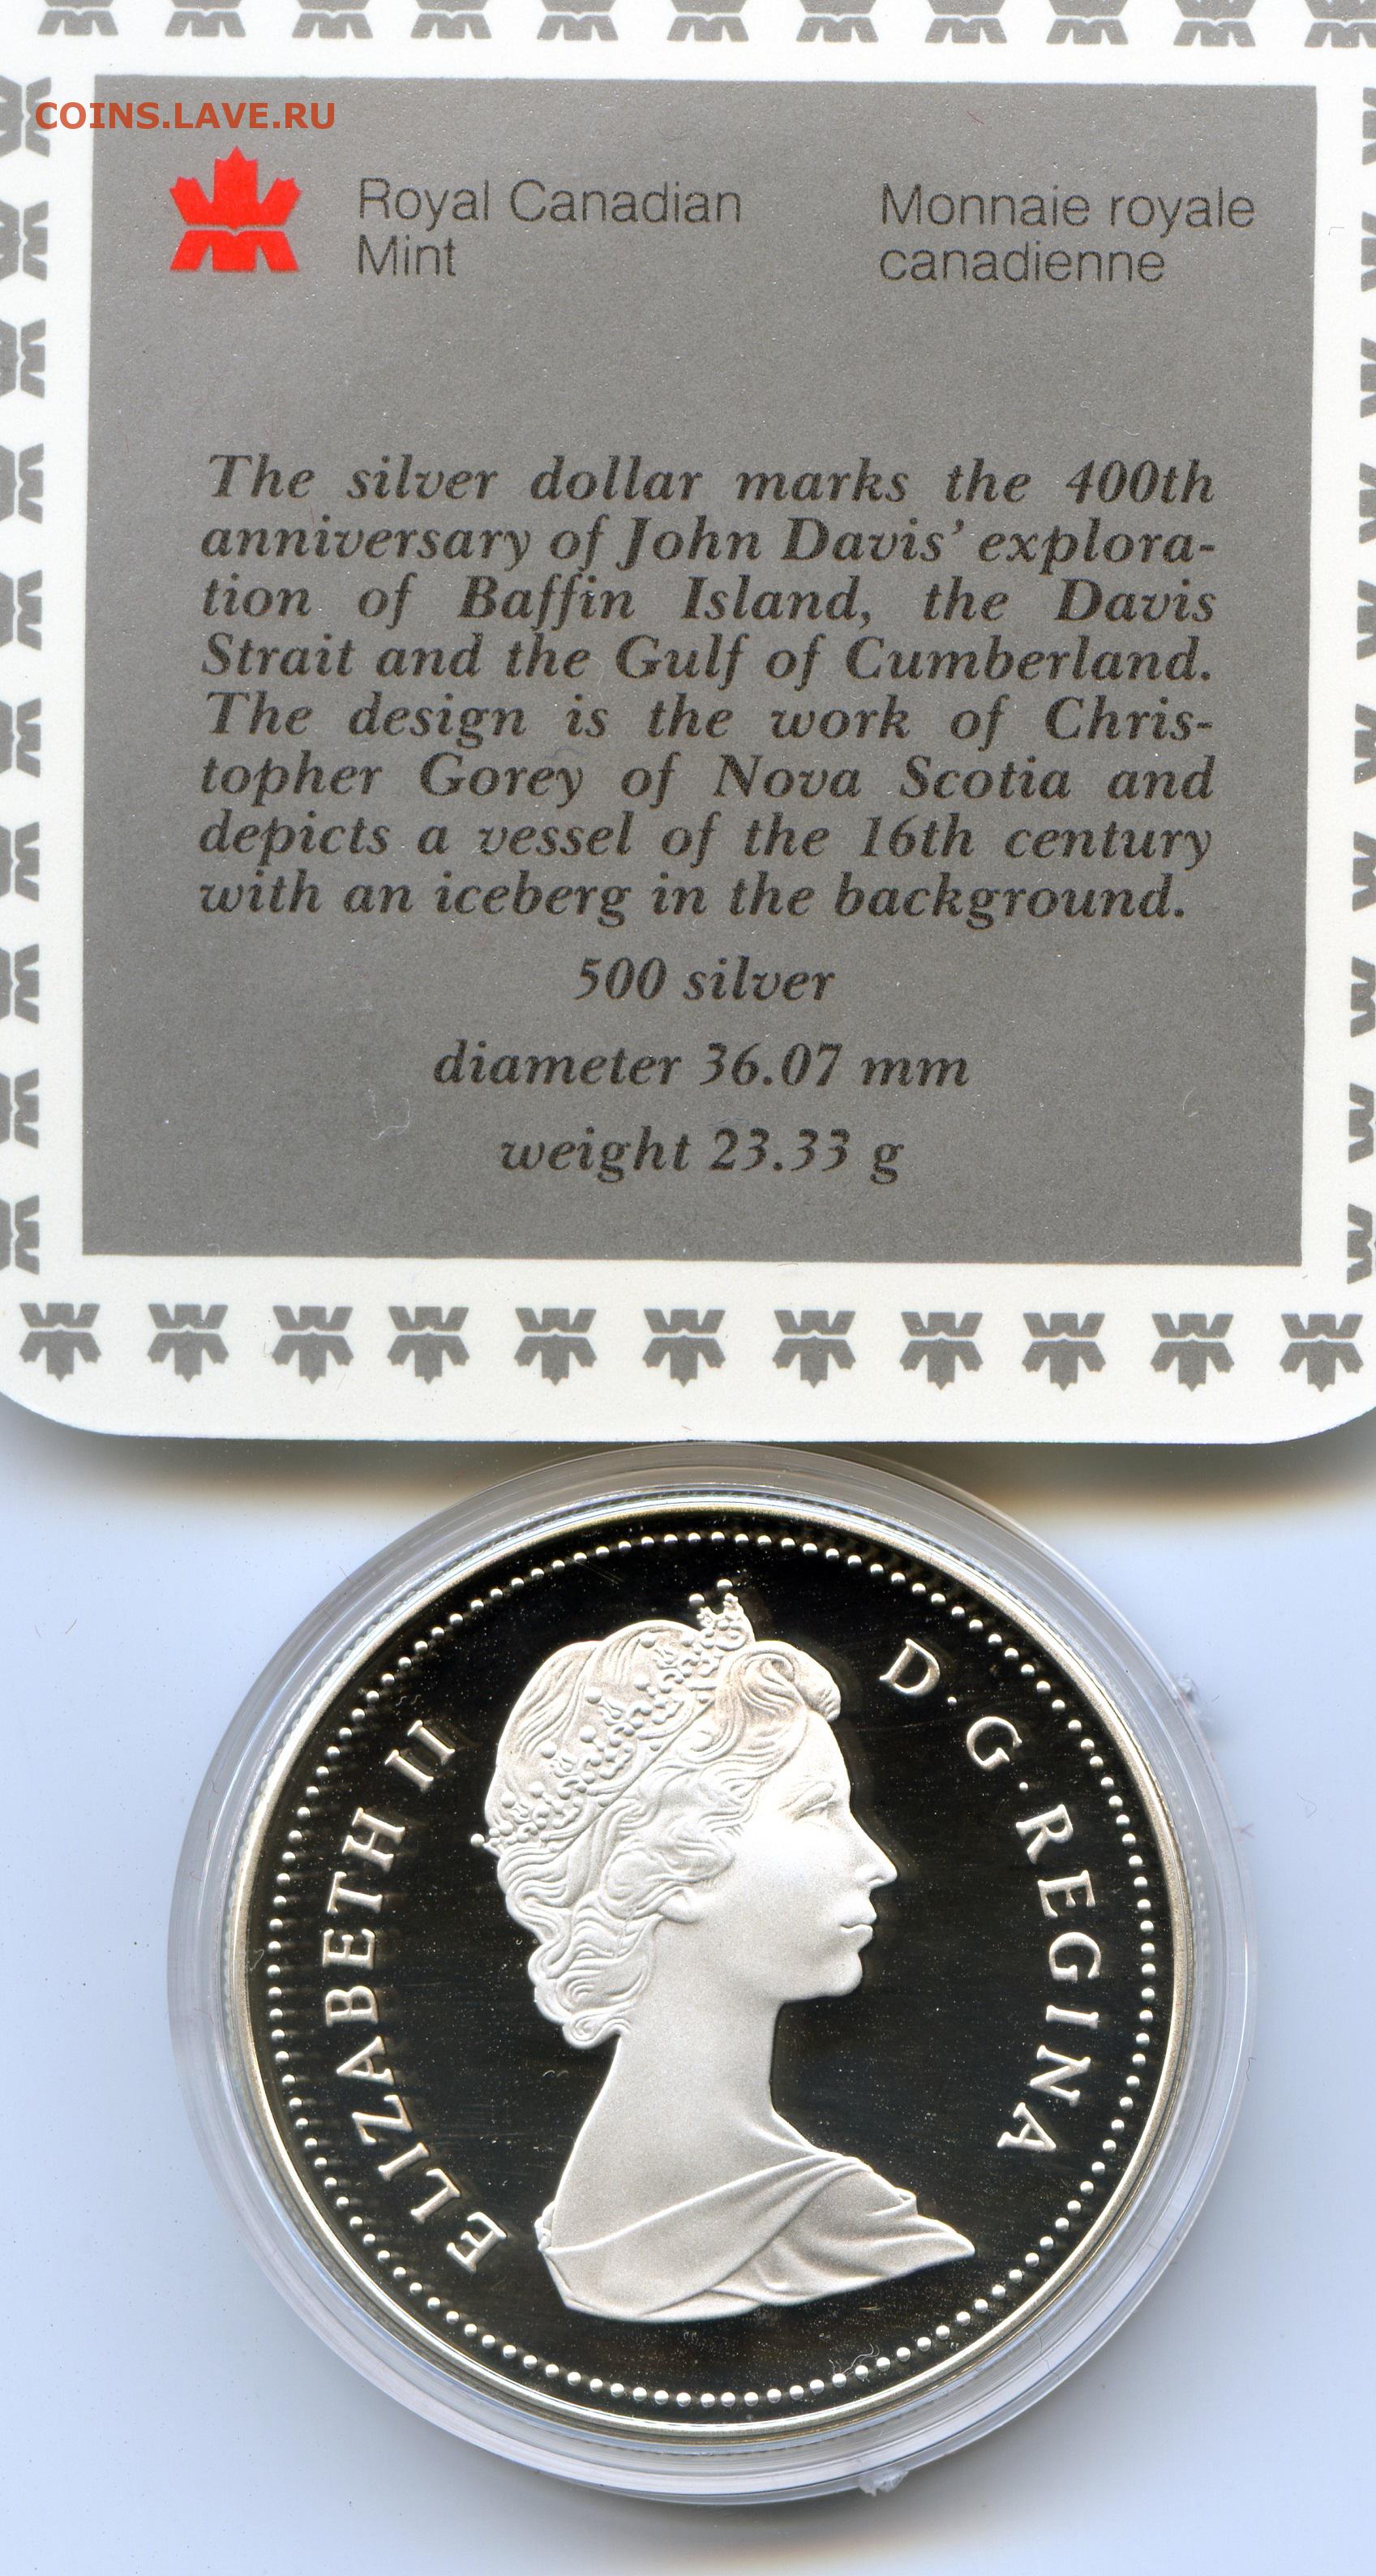 COINS.LAVE.RU
Royal Canadian
Mint
Monnaie royale
canadienne
The silver dollar marks the 400th
anniversary of John Davis' explora-
tion of Baffin Island, the Davis
Strait and the Gulf of Cumberland.
The design is the work of Chris-
topher Gorey of Nova Scotia and
depicts a vessel of the 16th century
with an iceberg in the background.
500 silver
diameter 36.07 mm
weight 23.33 g
ELIZABETH II
D. G. REGINA